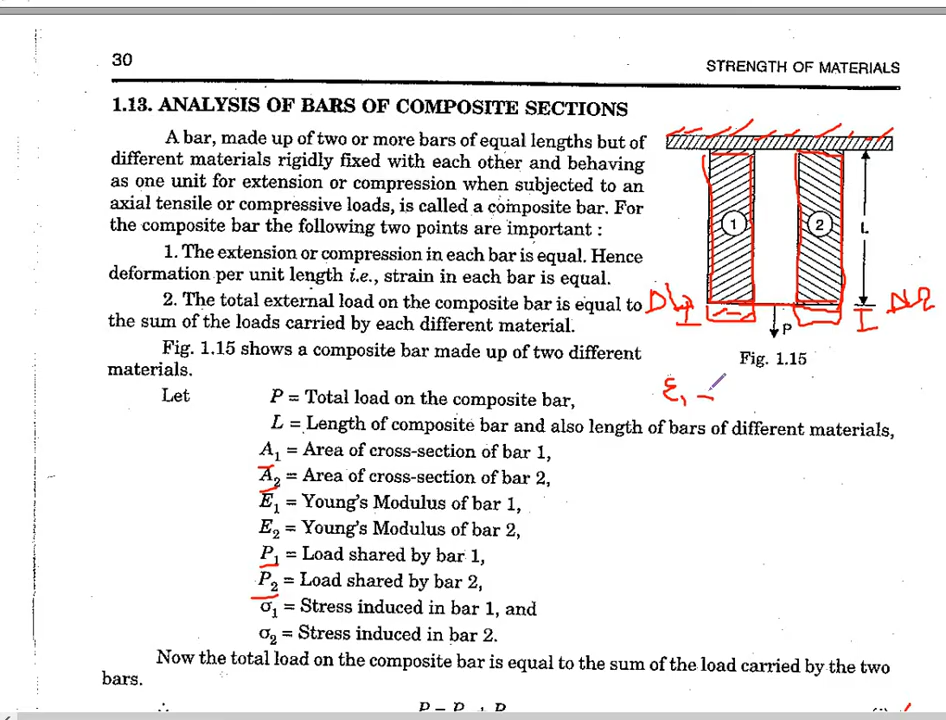 30
STRENGTH OF MATERIALS
1.13. ANALYSIS OF BARS OF COMPOSITE SECTIONS
A bar, made up of two or more bars of equal lengths but of
different materials rigidly fixed with each other and behaving
as one unit for extension or compression when subjected to an
axial tensile or compressive loads, is called a composite bar. For
the composite bar the following two points are important :
1. The extension or compression in each bar is equal. Hence
deformation per unit length i.e., strain in each bar is equal.
2. The total external load on the composite bar is equal to
the sum of the loads carried by each different material.
Fig. 1.15 shows a composite bar made up of two different
materials.
1
2
L
P
Fig. 1.15
Let P = Total load on the composite bar,
ε₁ –
L = Length of composite bar and also length of bars of different materials,
A₁ = Area of cross-section of bar 1,
A₂ = Area of cross-section of bar 2,
E₁ = Young's Modulus of bar 1,
E₂ = Young's Modulus of bar 2,
P₁ = Load shared by bar 1,
P₂ = Load shared by bar 2,
σ₁ = Stress induced in bar 1, and
σ₂ = Stress induced in bar 2.
Now the total load on the composite bar is equal to the sum of the load carried by the two
bars.